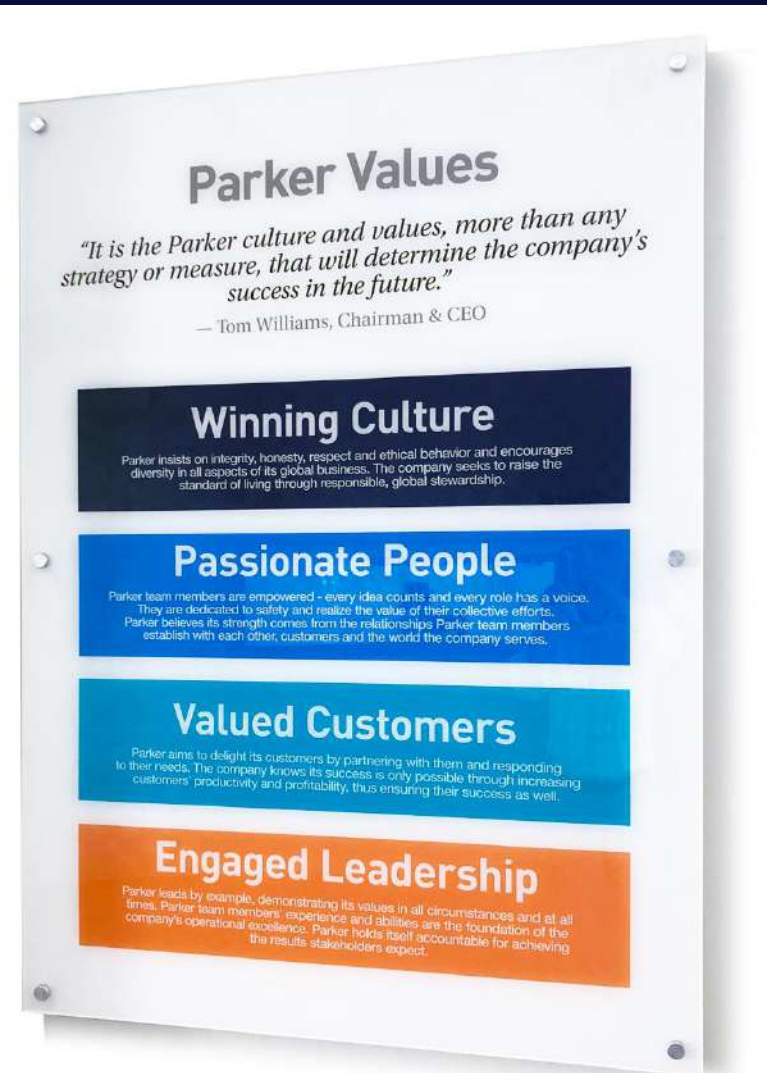 Parker Values
“It is the Parker culture and values, more than any
strategy or measure, that will determine the company’s
success in the future.”
— Tom Williams, Chairman & CEO
Winning Culture
Parker insists on integrity, honesty, respect and ethical behavior and encourages
diversity in all aspects of its global business. The company seeks to raise the
standard of living through responsible, global stewardship.
Passionate People
Parker team members are empowered - every idea counts and every role has a voice.
They are dedicated to safety and realize the value of their collective efforts.
Parker believes its strength comes from the relationships Parker team members
establish with each other, customers and the world the company serves.
Valued Customers
Parker aims to delight its customers by partnering with them and responding
to their needs. The company knows its success is only possible through increasing
customers’ productivity and profitability, thus ensuring their success as well.
Engaged Leadership
Parker leads by example, demonstrating its values in all circumstances and at all
times. Parker team members’ experience and abilities are the foundation of the
company’s operational excellence. Parker holds itself accountable for achieving
the results stakeholders expect.